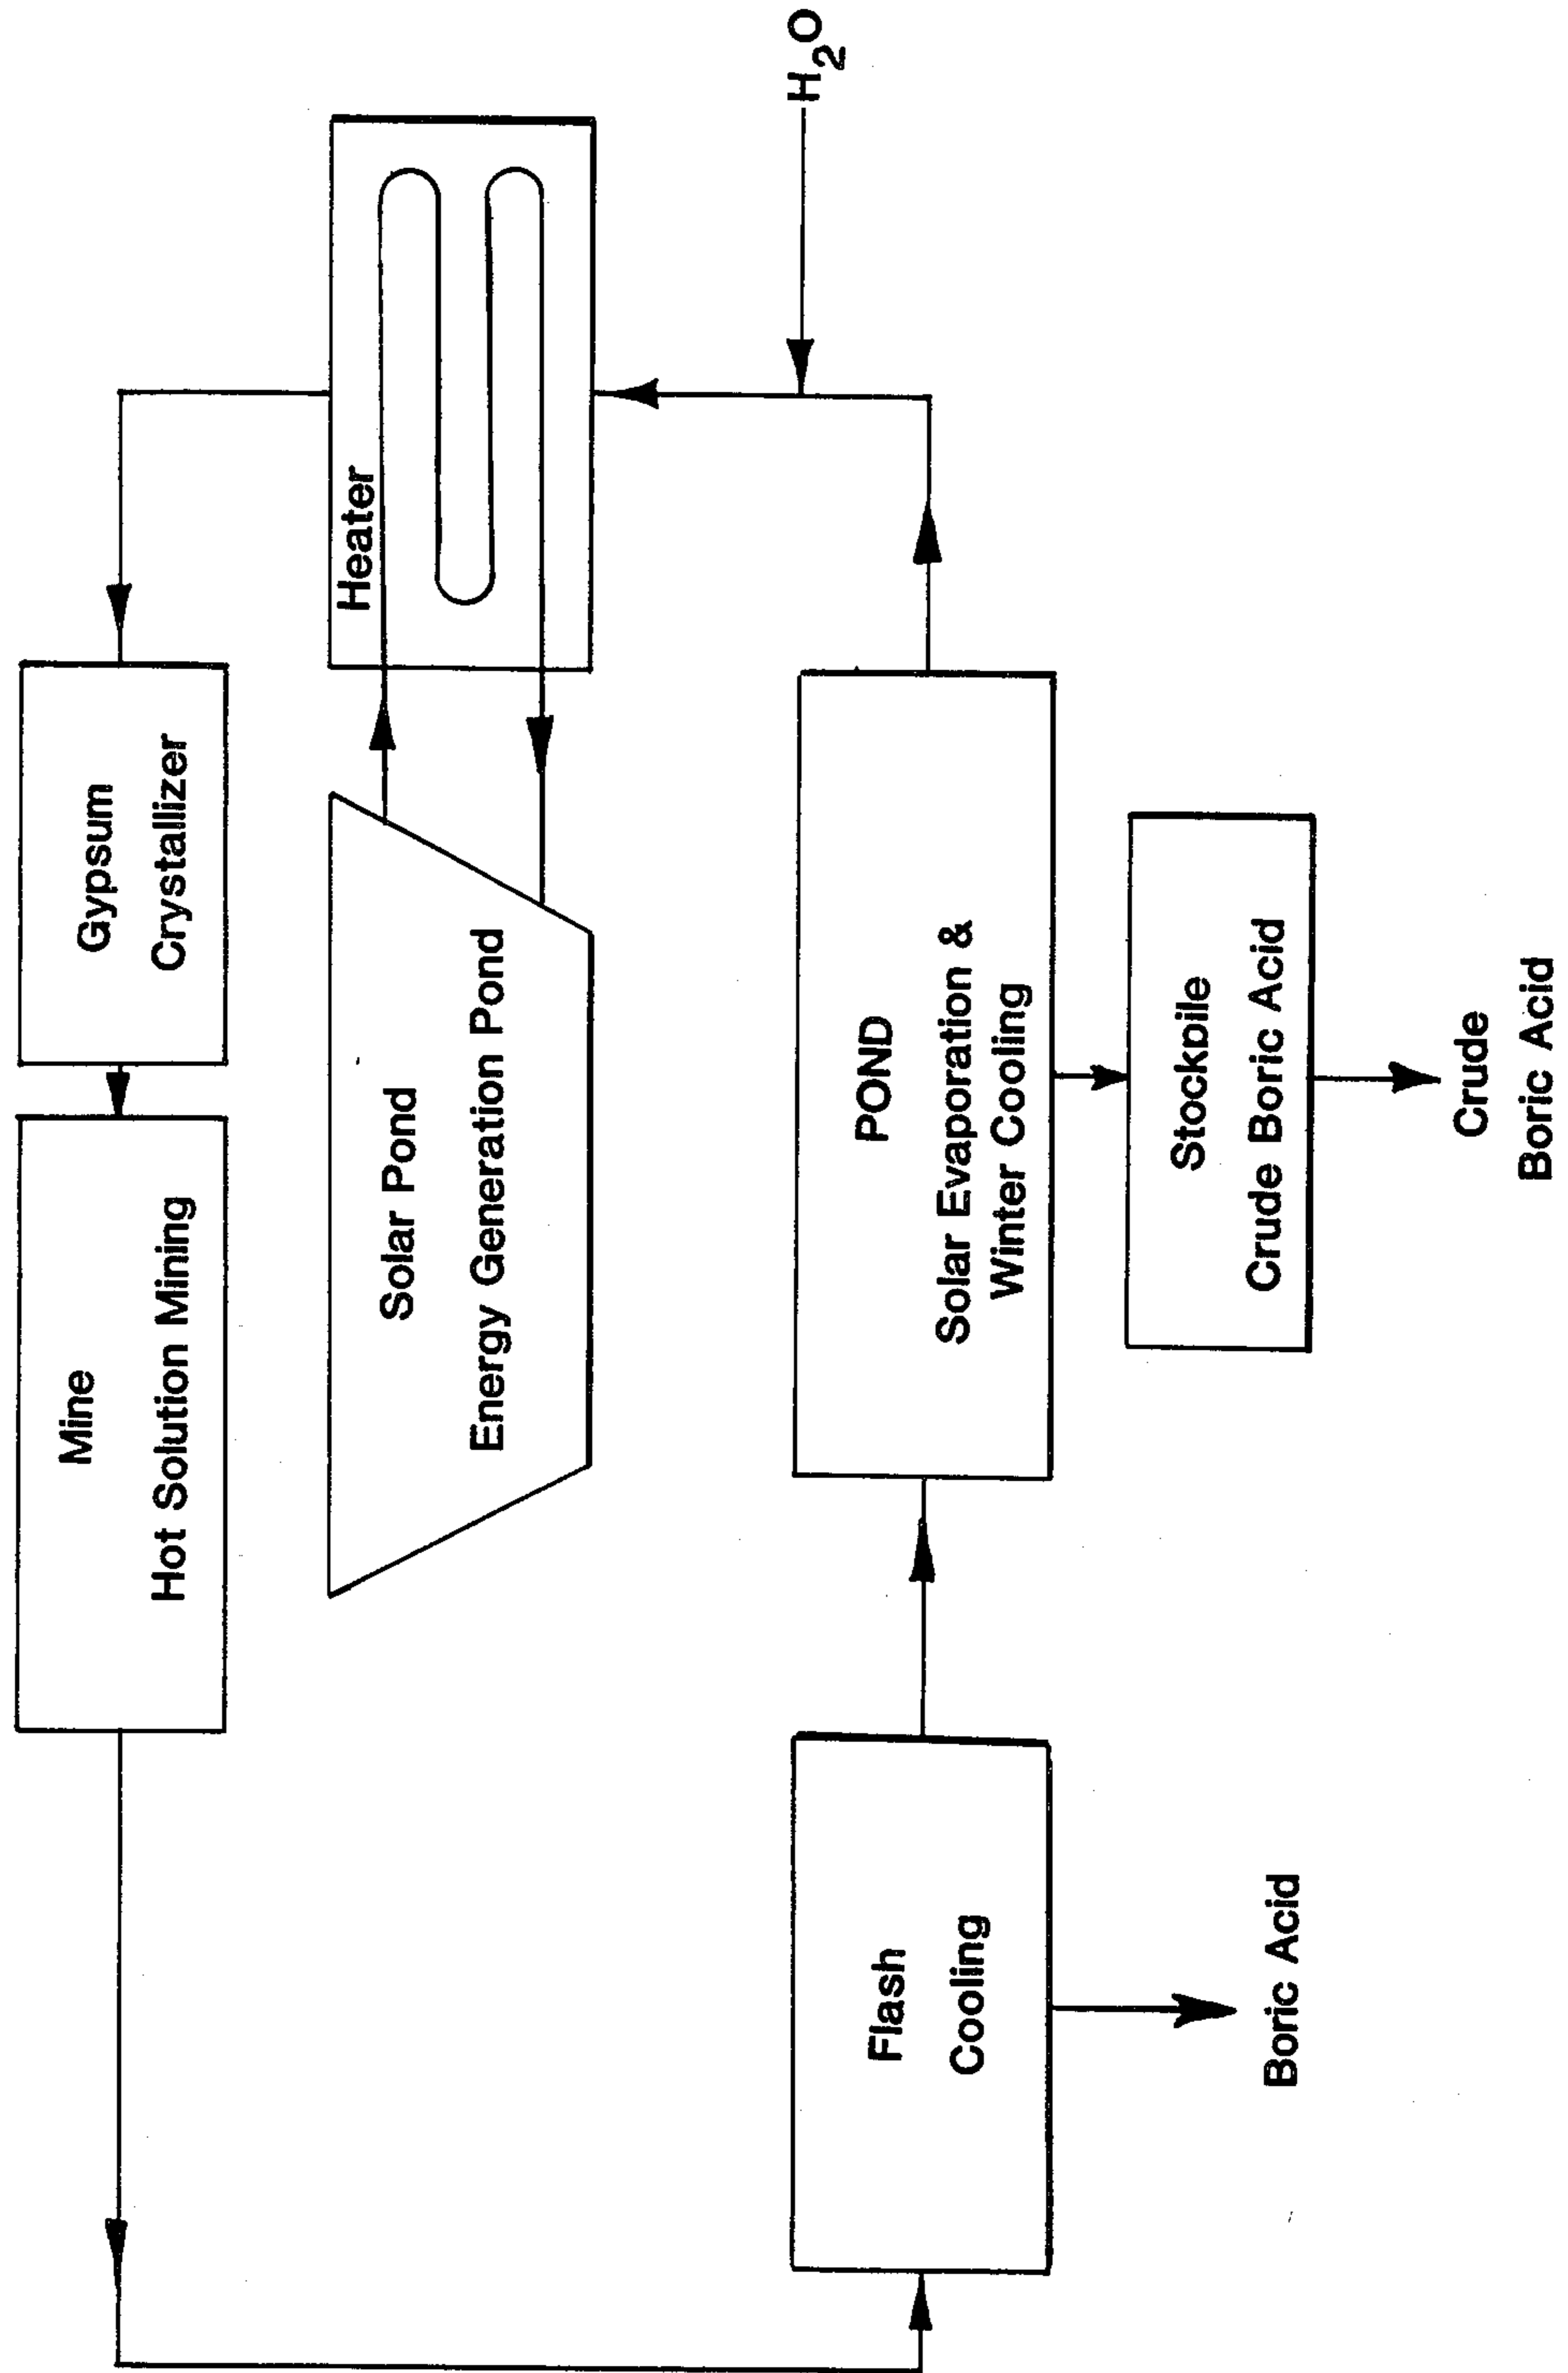 Mine
Hot Solution Mining
Gypsum
Crystallizer
Solar Pond
Energy Generation Pond
Heater
Flash
Cooling
POND
Solar Evaporation &
Winter Cooling
H₂O
Stockpile
Crude Boric Acid
Boric Acid
Crude
Boric Acid